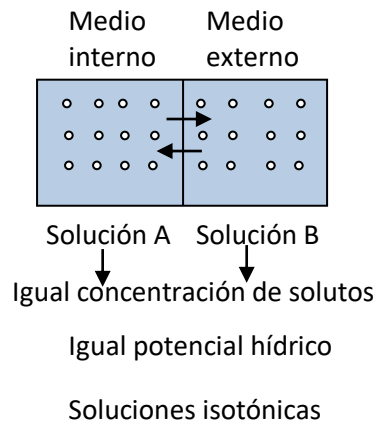 Medio Medio
interno externo
Solución A Solución B
Igual concentración de solutos
Igual potencial hídrico
Soluciones isotónicas